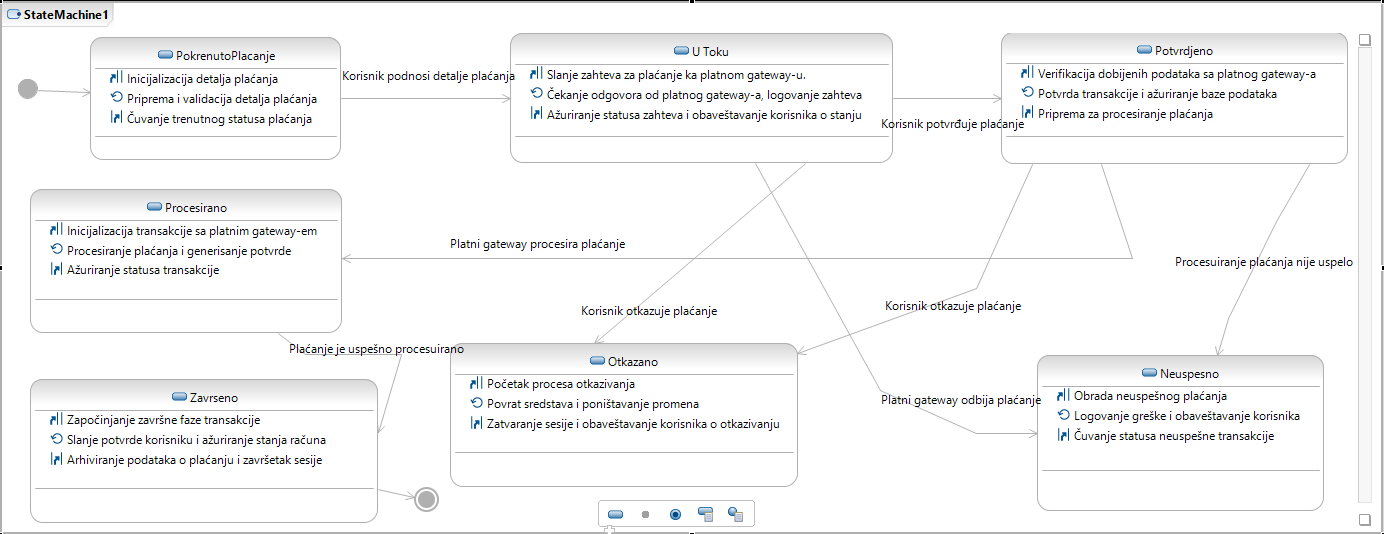 StateMachine1
PokrenutoPlacanje
Inicijalizacija detalja plaćanja
Priprema i validacija detalja plaćanja
Čuvanje trenutnog statusa plaćanja
Korisnik podnosi detalje plaćanja
U Toku
Slanje zahteva za plaćanje ka platnom gateway-u.
Čekanje odgovora od platnog gateway-a, logovanje zahteva
Ažuriranje statusa zahteva i obaveštavanje korisnika o stanju
Korisnik potvrđuje plaćanje
Potvrdjeno
Verifikacija dobijenih podataka sa platnog gateway-a
Potvrda transakcije i ažuriranje baze podataka
Priprema za procesiranje plaćanja
Procesirano
Inicijalizacija transakcije sa platnim gateway-em
Procesiranje plaćanja i generisanje potvrde
Ažuriranje statusa transakcije
Platni gateway procesira plaćanje
Procesuiranje plaćanja nije uspelo
Korisnik otkazuje plaćanje
Korisnik otkazuje plaćanje
Plaćanje je uspešno procesuirano
Zavrseno
Započinjanje završne faze transakcije
Slanje potvrde korisniku i ažuriranje stanja računa
Arhiviranje podataka o plaćanju i završetak sesije
Otkazano
Početak procesa otkazivanja
Povrat sredstava i poništavanje promena
Zatvaranje sesije i obaveštavanje korisnika o otkazivanju
Platni gateway odbija plaćanje
Neuspesno
Obrada neuspešnog plaćanja
Logovanje greške i obaveštavanje korisnika
Čuvanje statusa neuspešne transakcije